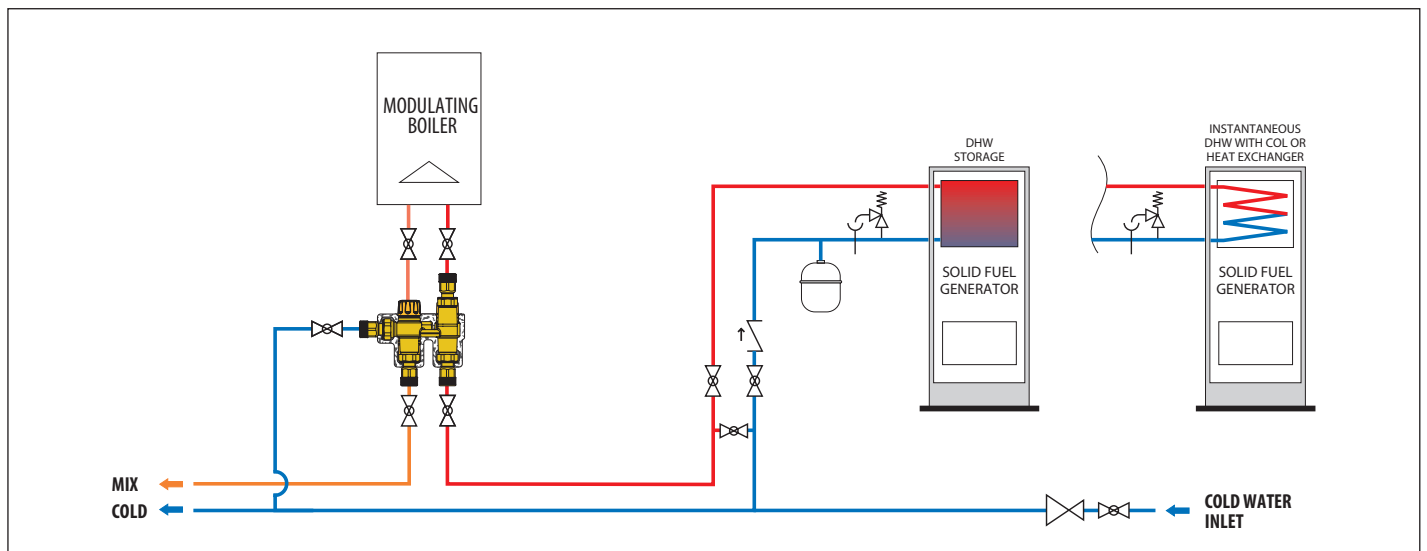 MODULATING
BOILER
DHW
STORAGE
SOLID FUEL
GENERATOR
INSTANTANEOUS
DHW WITH COL OR
HEAT EXCHANGER
SOLID FUEL
GENERATOR
MIX
COLD
COLD WATER
INLET